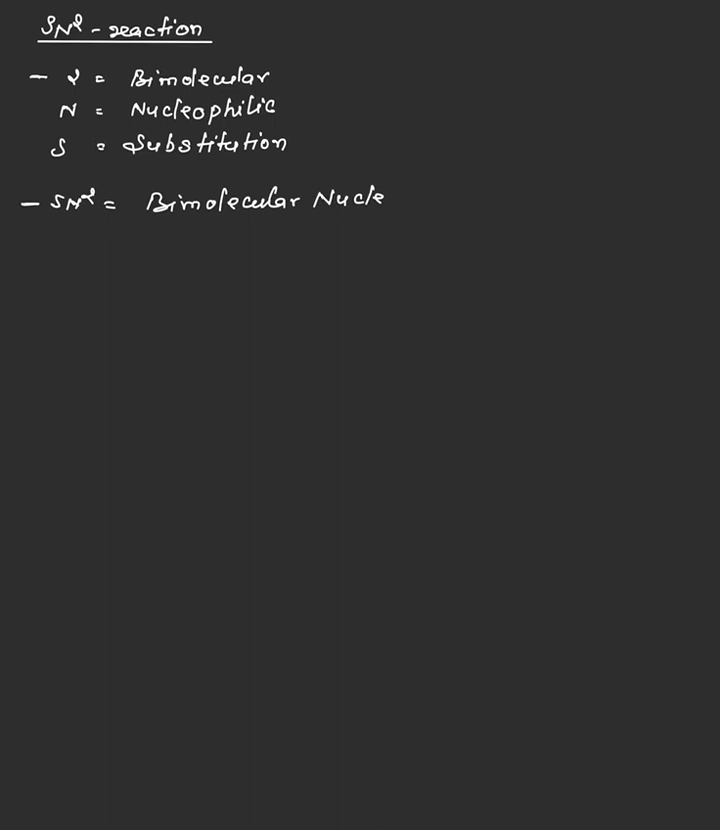 SN2 - reaction
- 2 = Bimolecular
N = Nucleophilic
S = Substitution
- SN2 = Bimolecular Nucle